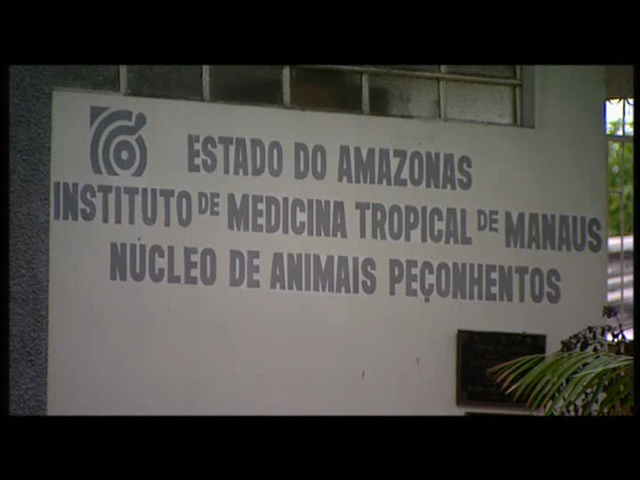 ESTADO DO AMAZONAS
INSTITUTO DE MEDICINA TROPICAL DE MANAUS
NÚCLEO DE ANIMAIS PEÇONHENTOS